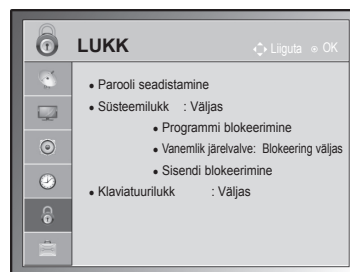 LUKK
Liiguta OK
• Parooli seadistamine
• Süsteemilukk : Väljas
• Programmi blokeerimine
• Vanemlik järelvalve: Blokeering väljas
• Sisendi blokeerimine
• Klaviatuurilukk : Väljas